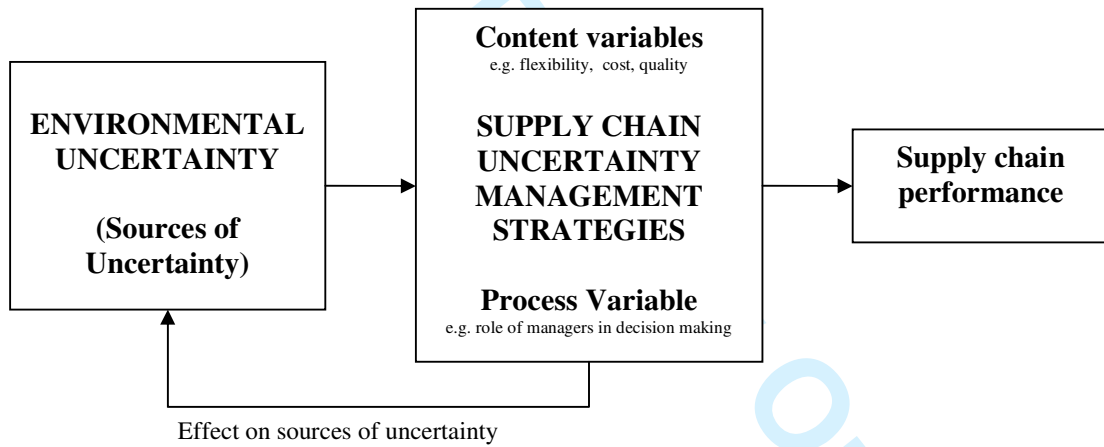 ENVIRONMENTAL
UNCERTAINTY
(Sources of
Uncertainty)
Content variables
e.g. flexibility, cost, quality
SUPPLY CHAIN
UNCERTAINTY
MANAGEMENT
STRATEGIES
Process Variable
e.g. role of managers in decision making
Supply chain
performance
Effect on sources of uncertainty